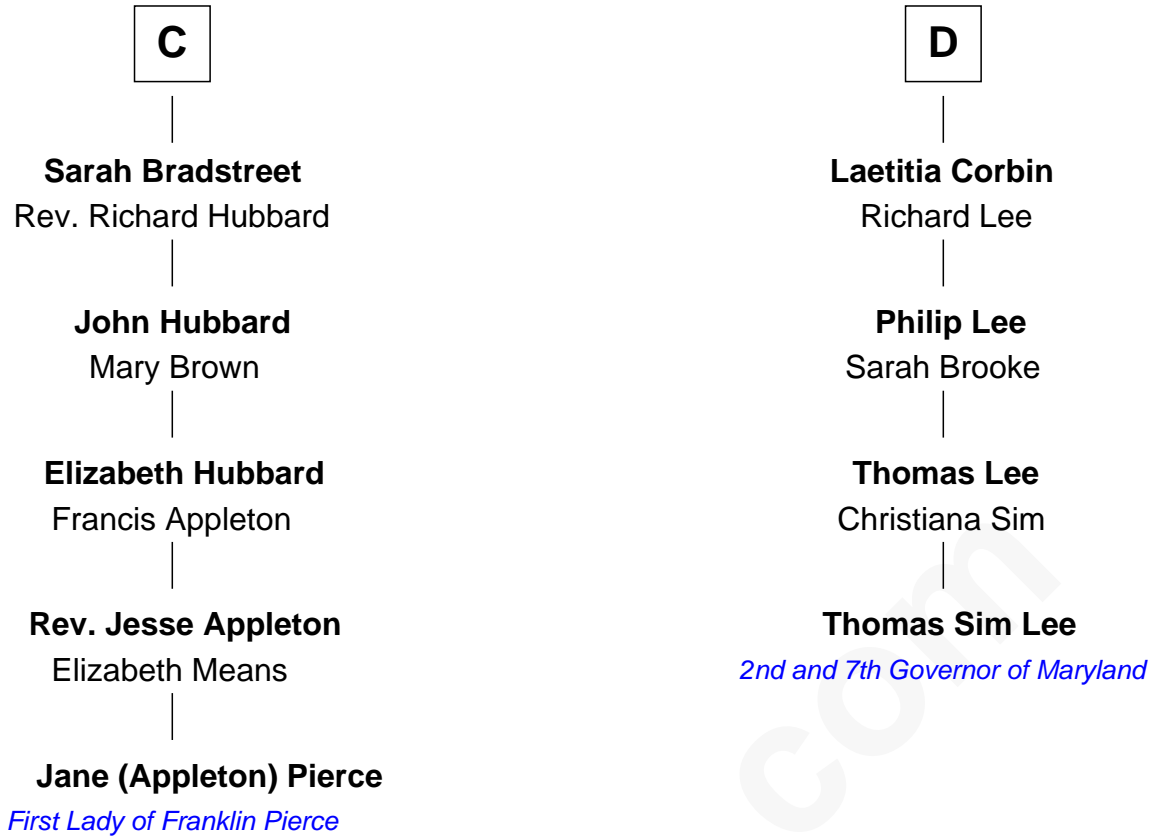 C
Sarah Bradstreet
Rev. Richard Hubbard
John Hubbard
Mary Brown
Elizabeth Hubbard
Francis Appleton
Rev. Jesse Appleton
Elizabeth Means
Jane (Appleton) Pierce
First Lady of Franklin Pierce
D
Laetitia Corbin
Richard Lee
Philip Lee
Sarah Brooke
Thomas Lee
Christiana Sim
Thomas Sim Lee
2nd and 7th Governor of Maryland
com